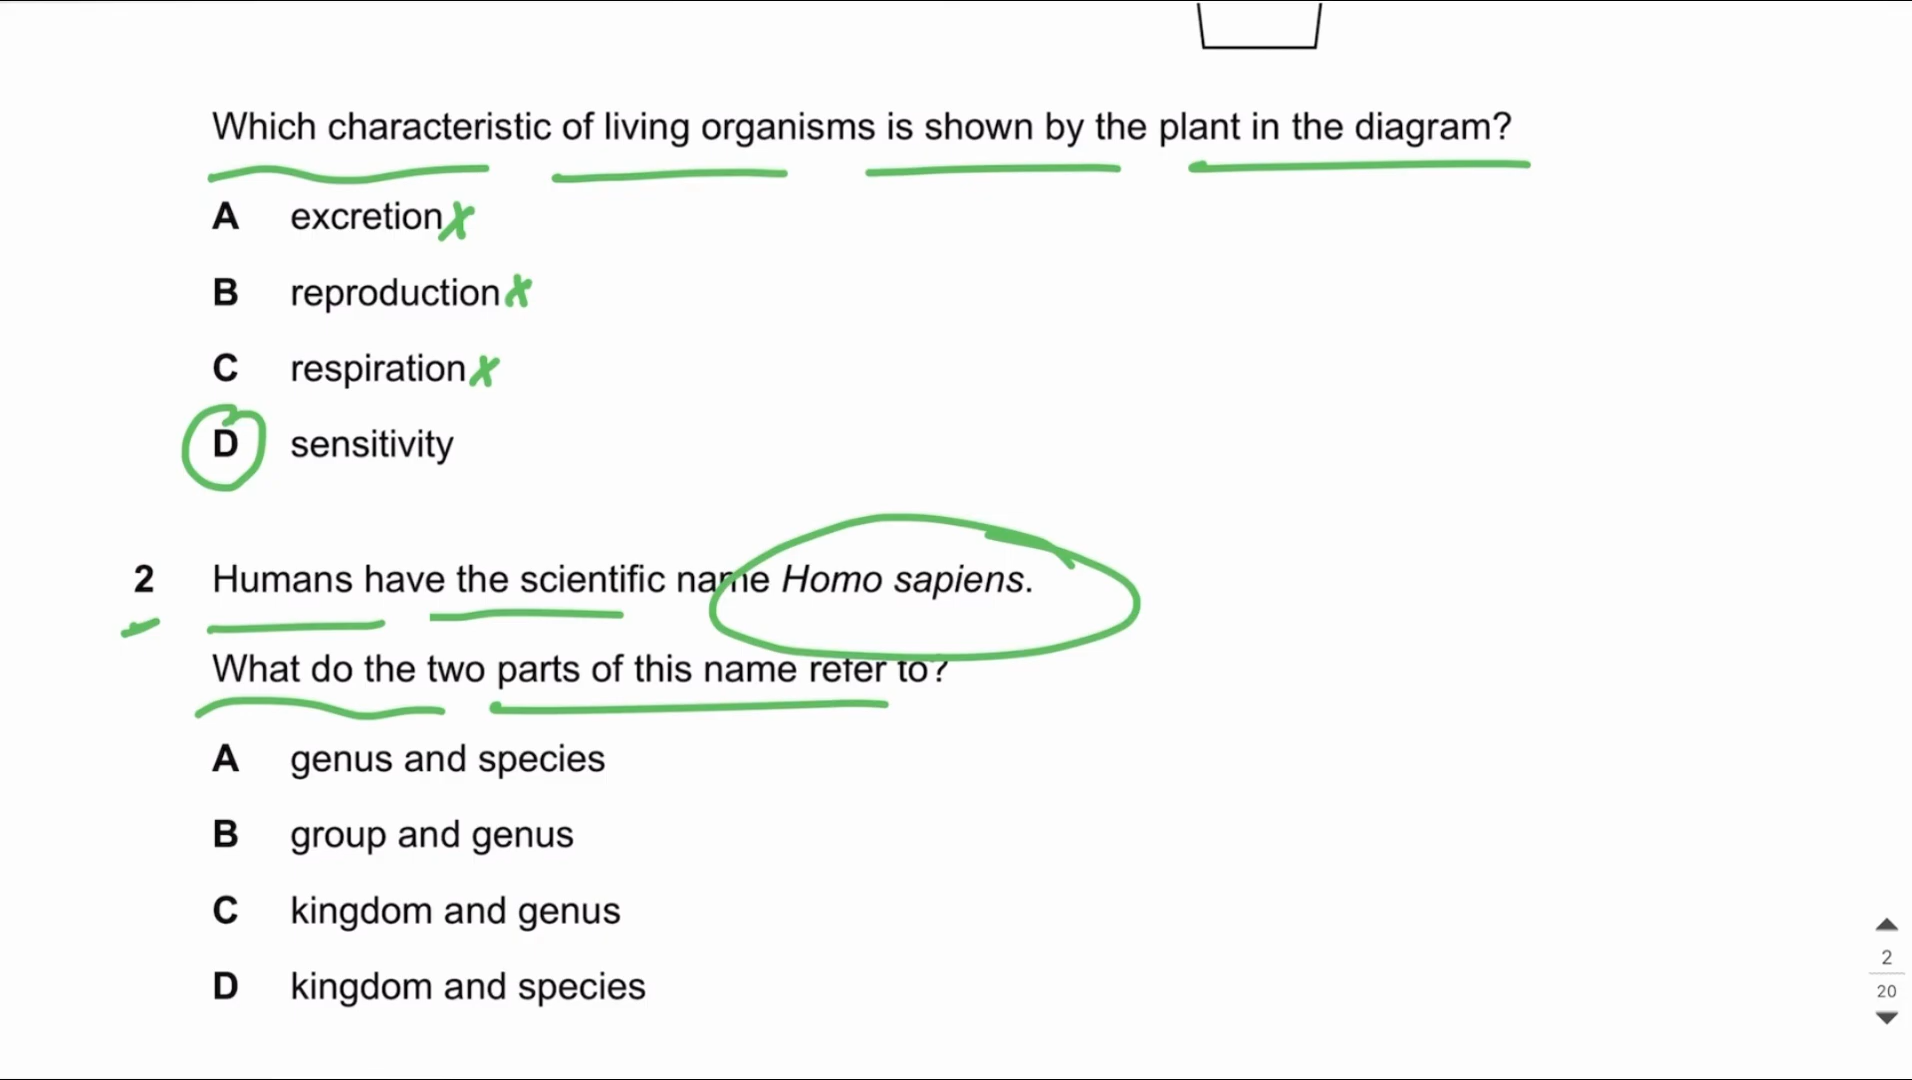 Which characteristic of living organisms is shown by the plant in the diagram?
A excretion
B reproduction
C respiration
D sensitivity
2 Humans have the scientific name Homo sapiens.
What do the two parts of this name refer to?
A genus and species
B group and genus
C kingdom and genus
D kingdom and species
2
20